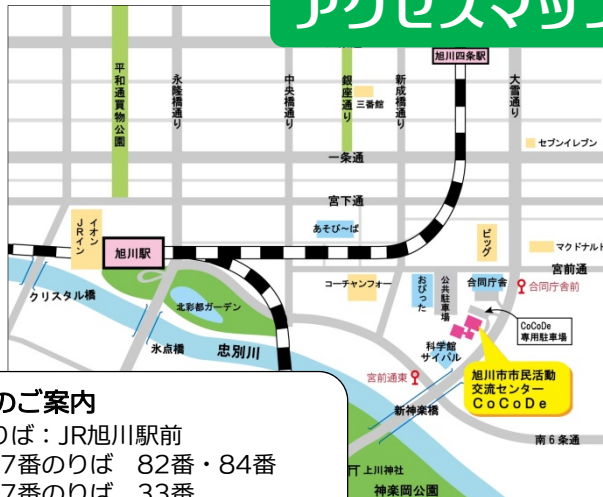 アクセスマップ
旭川四条駅
平和通買物公園
永隆橋通り
中央橋通り
銀座通り
新成橋通り
大雪通り
三番館
セブンイレブン
一条通
宮下通
あそび〜ば
イオン
JRイン
旭川駅
ビッグ
マクドナルド
宮前通
クリスタル橋
北彩都ガーデン
コーチャンフォー
おぴった
公共駐車場
合同庁舎
合同庁舎前
CoCoDe
専用駐車場
氷点橋
忠別川
科学館
サイパル
宮前通東
旭川市市民活動
交流センター
CoCoDe
新神楽橋
南6条通
上川神社
神楽岡公園
のご案内
りば：JR旭川駅前
7番のりば 82番・84番
7番のりば 33番